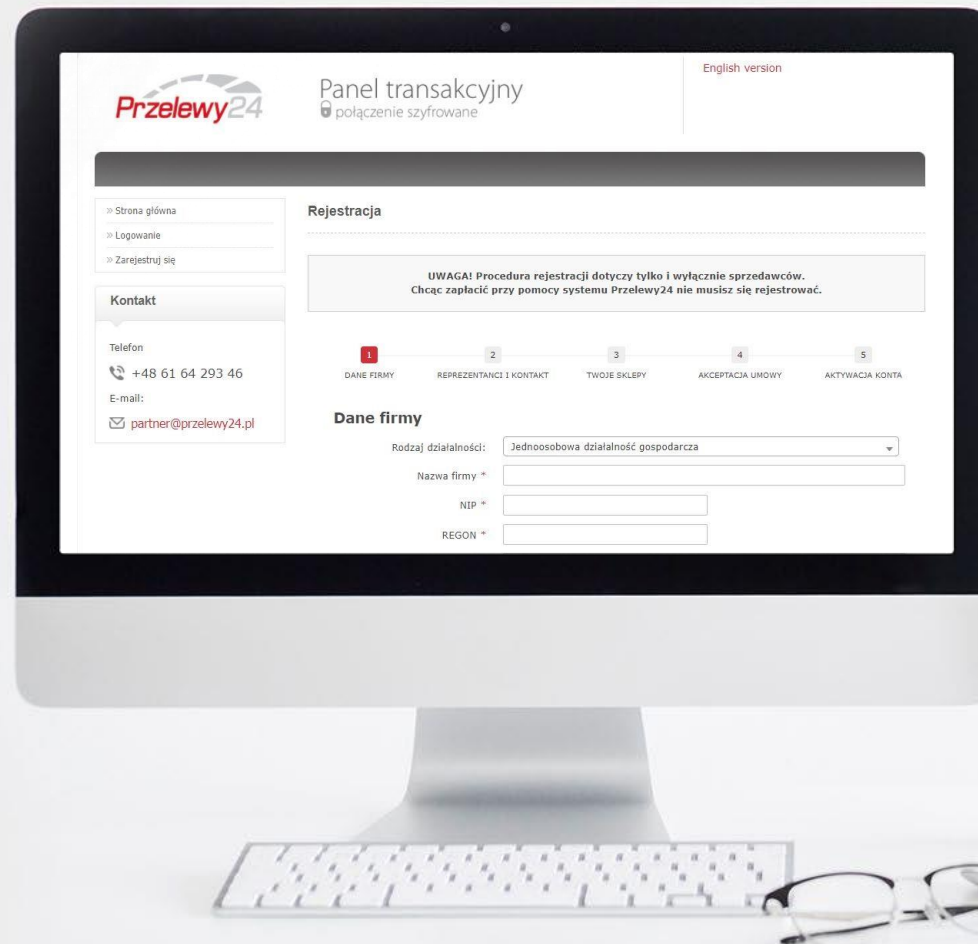 Przelewy24
Panel transakcyjny
połączenie szyfrowane
English version
» Strona główna
» Logowanie
» Zarejestruj się
Kontakt
Telefon
+48 61 64 293 46
E-mail:
partner@przelewy24.pl
Rejestracja
UWAGA! Procedura rejestracji dotyczy tylko i wyłącznie sprzedawców.
Chcąc zapłacić przy pomocy systemu Przelewy24 nie musisz się rejestrować.
1 2 3 4 5
DANE FIRMY REPREZENTANCI I KONTAKT TWOJE SKLEPY AKCEPTACJA UMOWY AKTYWACJA KONTA
Dane firmy
Rodzaj działalności: Jednoosobowa działalność gospodarcza
Nazwa firmy *
NIP *
REGON *